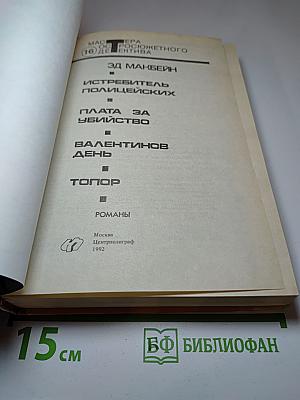 МАСТЕРА
16 ОСТРОСЮЖЕТНОГО
ДЕТЕКТИВА
ЭД МАКБЕЙН
ИСТРЕБИТЕЛЬ
ПОЛИЦЕЙСКИХ
ПЛАТА ЗА
УБИЙСТВО
ВАЛЕНТИНОВ
ДЕНЬ
ТОПОР
РОМАНЫ
Москва
Центрполиграф
1992
15 см
БФ БИБЛИОФАН